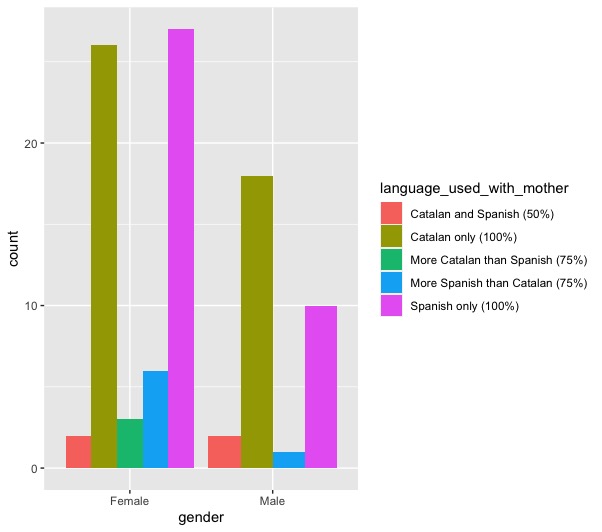 count
20
10
0
Female
Male
gender
language_used_with_mother
Catalan and Spanish (50%)
Catalan only (100%)
More Catalan than Spanish (75%)
More Spanish than Catalan (75%)
Spanish only (100%)